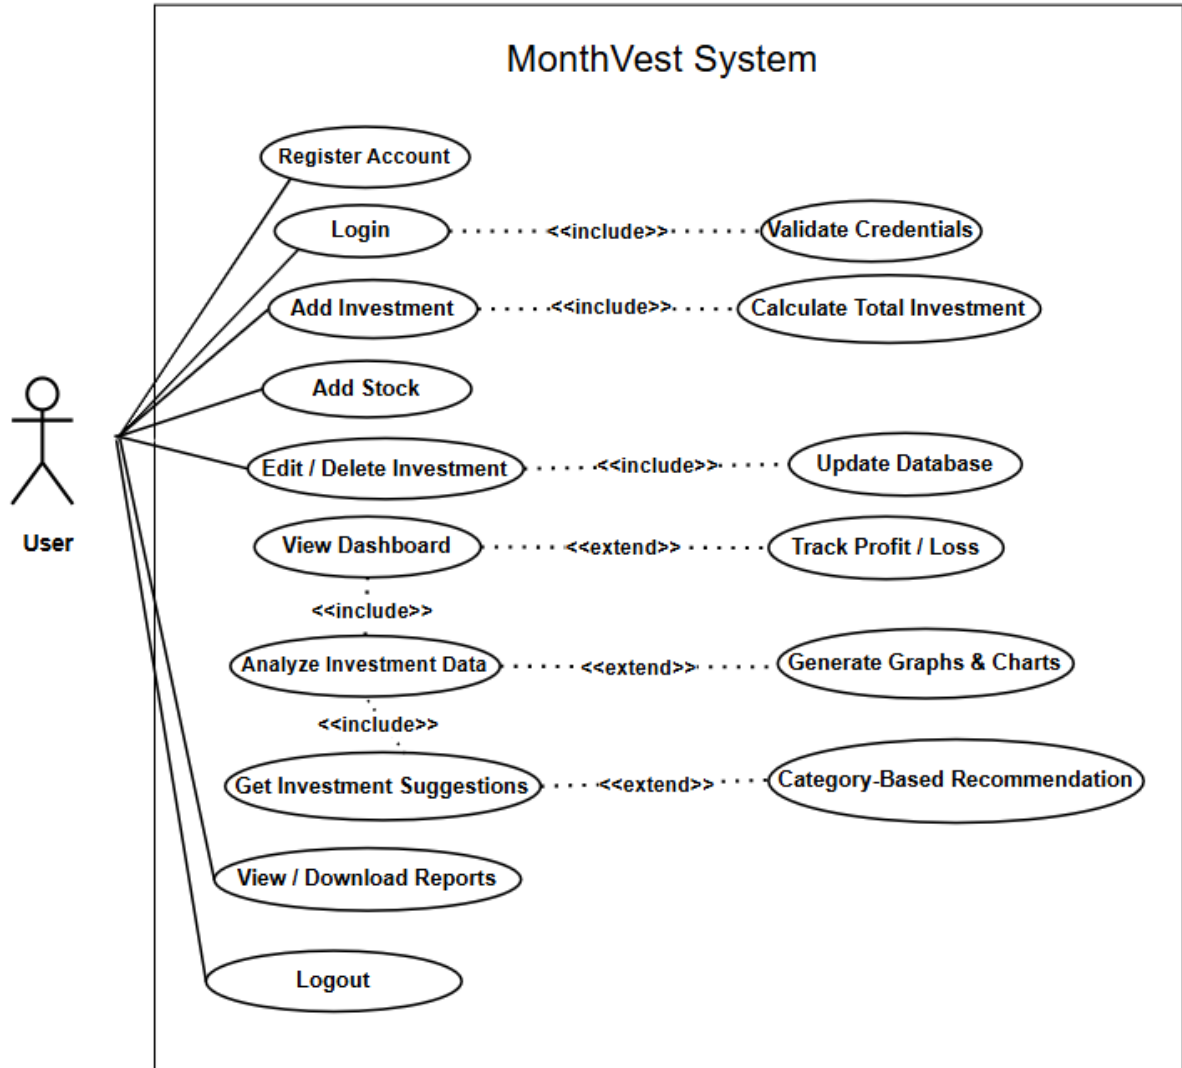 MonthVest System
Register Account
Login
<<include>>
Validate Credentials
Add Investment
<<include>>
Calculate Total Investment
Add Stock
Edit / Delete Investment
<<include>>
Update Database
User
View Dashboard
<<extend>>
Track Profit / Loss
<<include>>
Analyze Investment Data
<<extend>>
Generate Graphs & Charts
<<include>>
Get Investment Suggestions
<<extend>>
Category-Based Recommendation
View / Download Reports
Logout